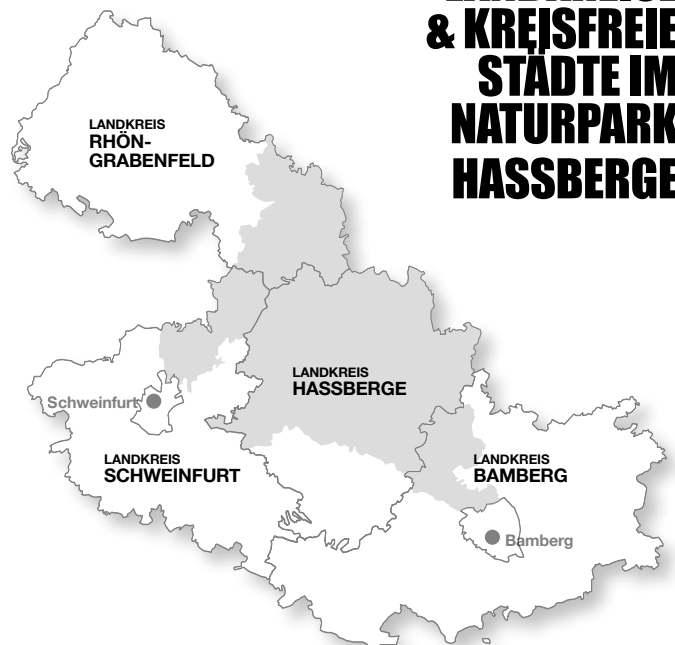 & KREISFREIE
STÄDTE IM
NATURPARK
HASSBERGE
LANDKREIS
RHÖN-
GRABENFELD
LANDKREIS
HASSBERGE
Schweinfurt
LANDKREIS
SCHWEINFURT
LANDKREIS
BAMBERG
Bamberg